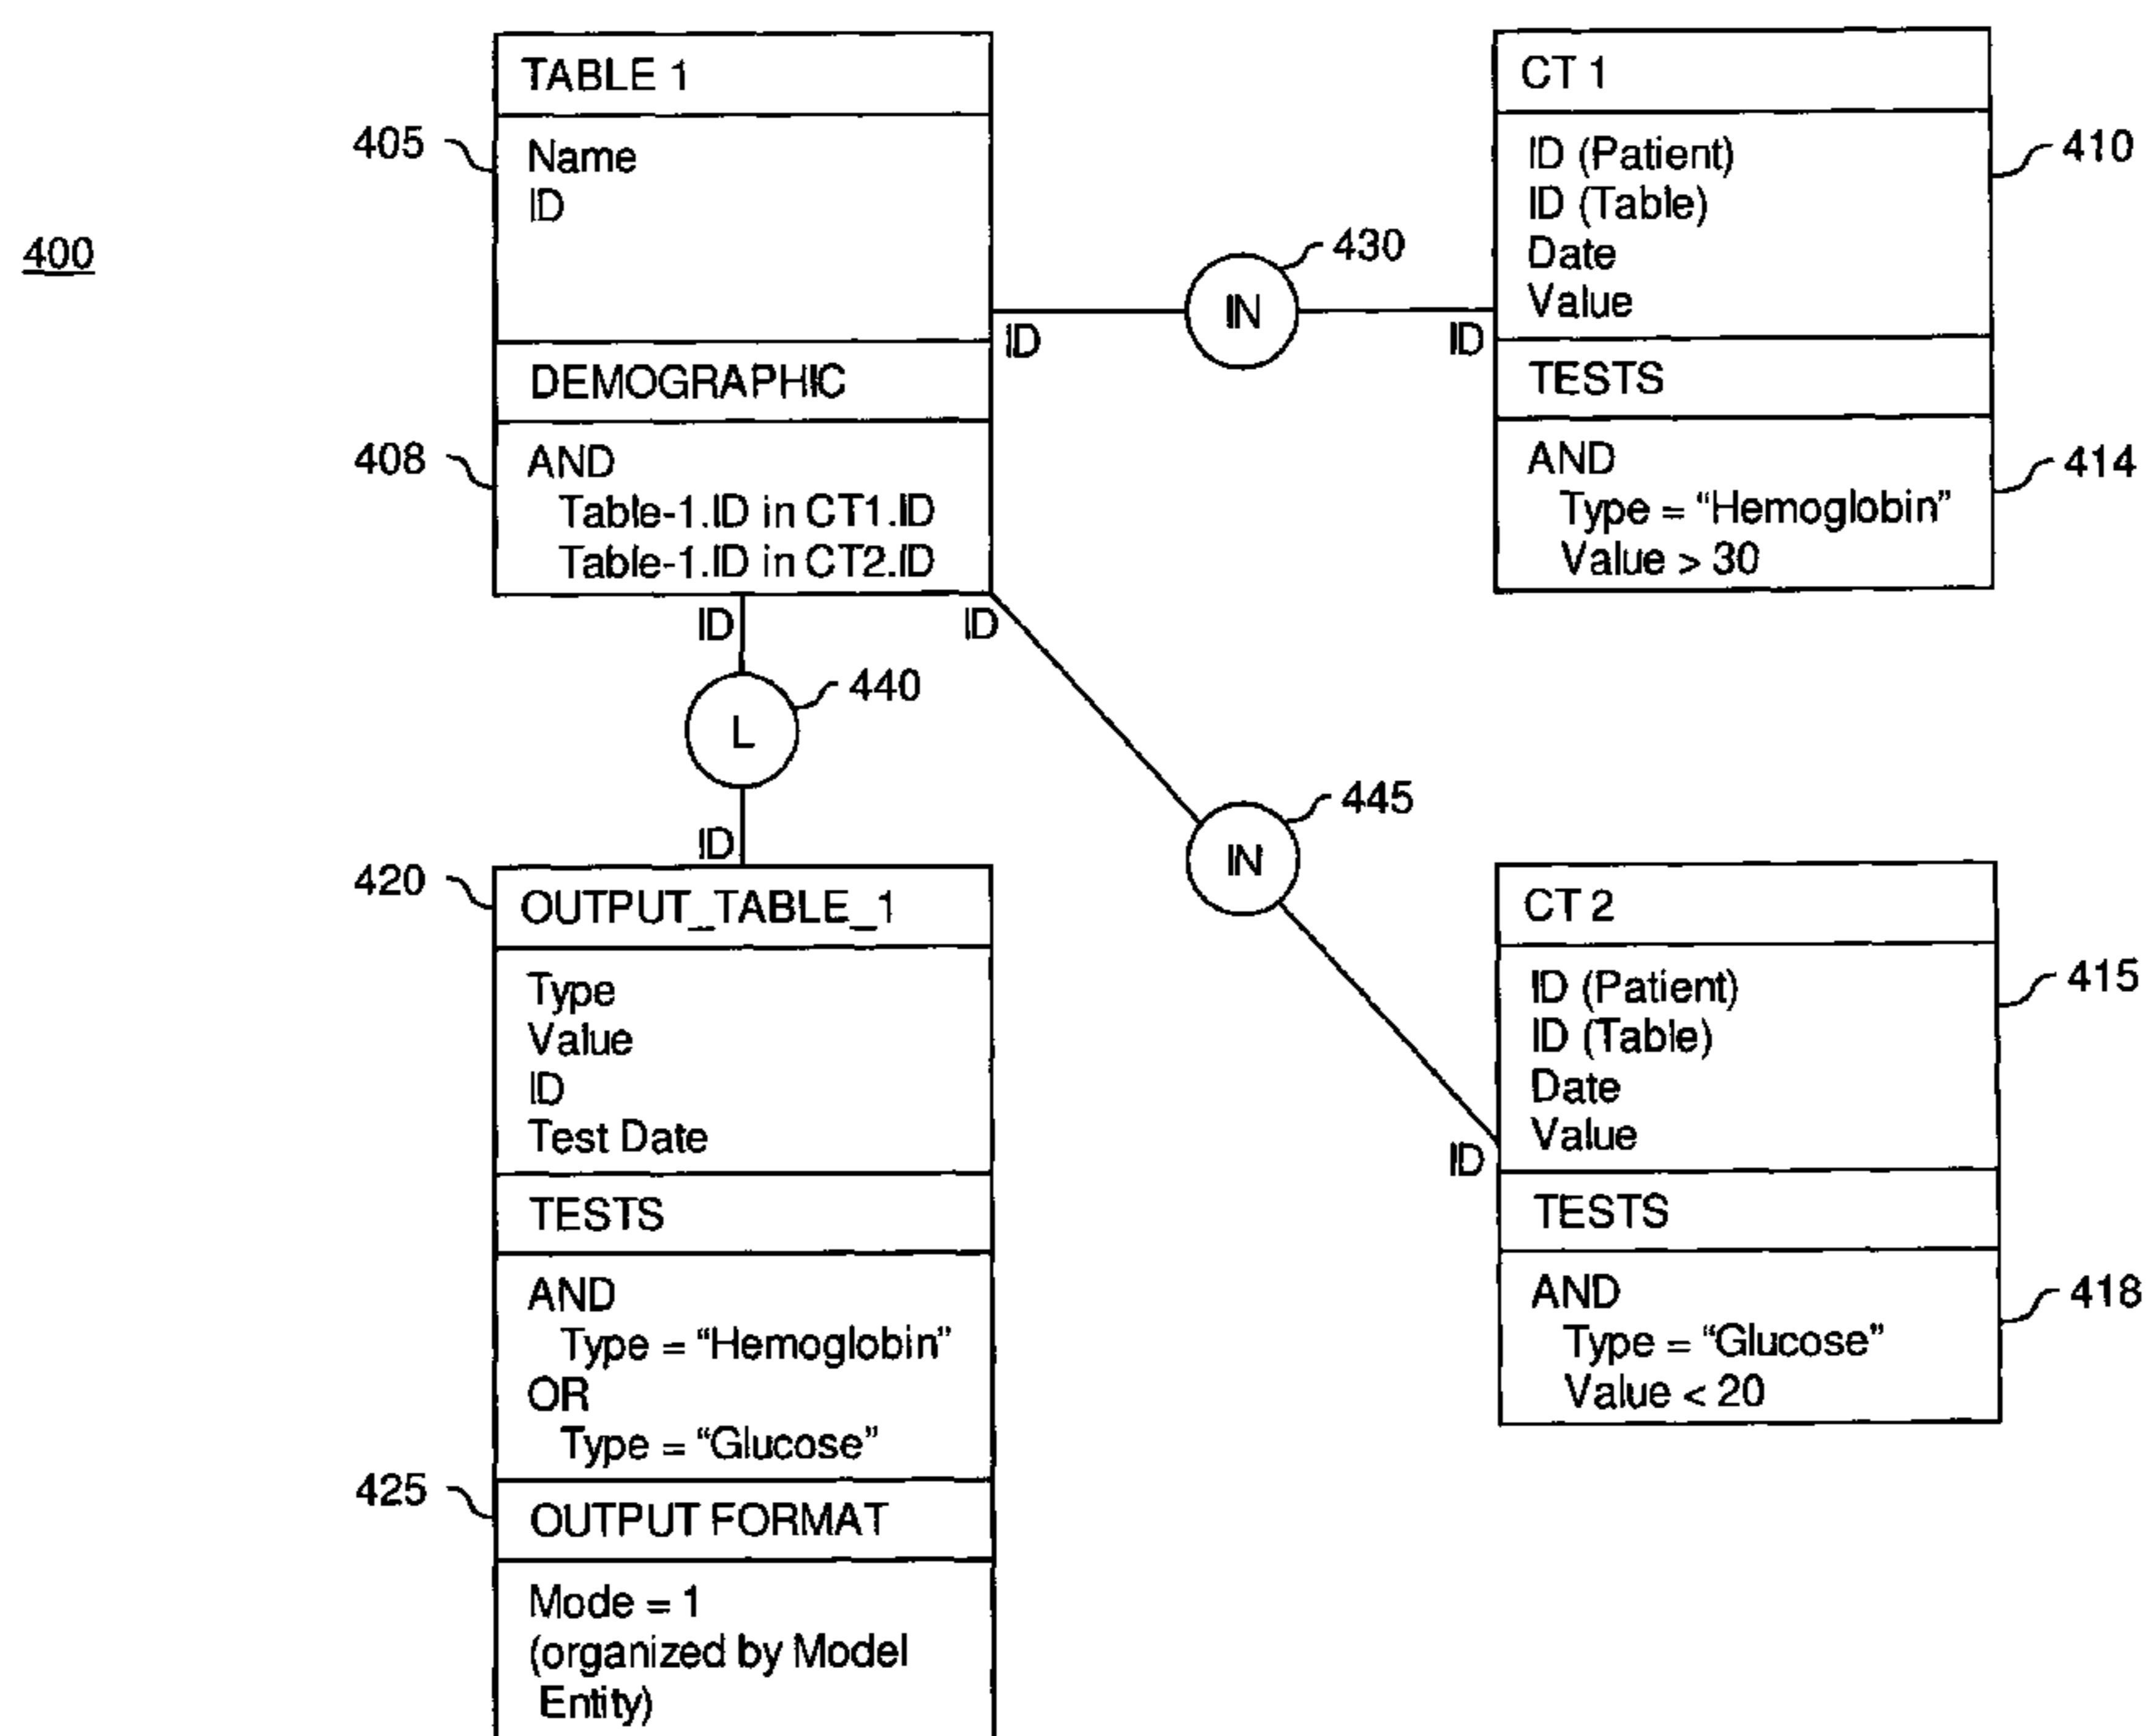 400
TABLE 1
405
Name
ID
DEMOGRAPHIC
408
AND
Table-1.ID in CT1.ID
Table-1.ID in CT2.ID
ID
430
IN
ID
CT 1
410
ID (Patient)
ID (Table)
Date
Value
TESTS
414
AND
Type = “Hemoglobin”
Value > 30
ID
ID
440
L
ID
445
IN
ID
420
OUTPUT_TABLE_1
Type
Value
ID
Test Date
TESTS
AND
Type = “Hemoglobin”
OR
Type = “Glucose”
425
OUTPUT FORMAT
Mode = 1
(organized by Model
Entity)
CT 2
415
ID (Patient)
ID (Table)
Date
Value
TESTS
418
AND
Type = “Glucose”
Value < 20